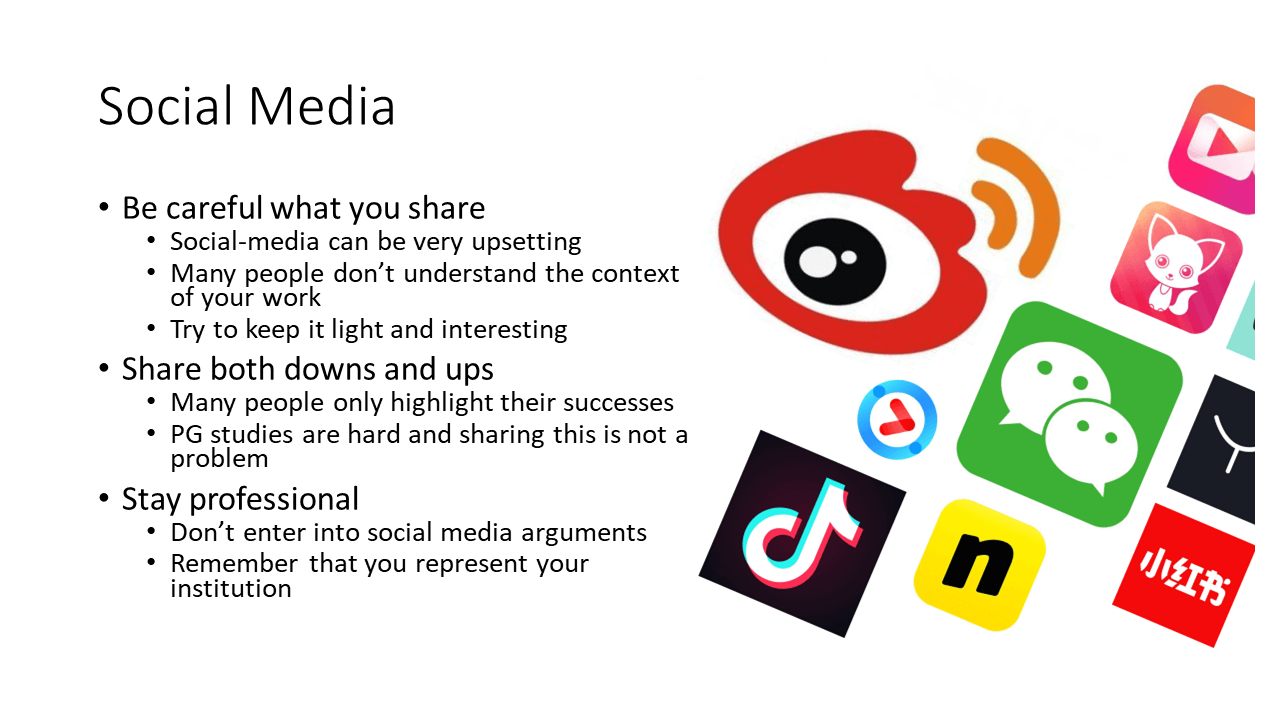 Social Media
• Be careful what you share
• Social-media can be very upsetting
• Many people don’t understand the context
of your work
• Try to keep it light and interesting
• Share both downs and ups
• Many people only highlight their successes
• PG studies are hard and sharing this is not a
problem
• Stay professional
• Don’t enter into social media arguments
• Remember that you represent your
institution
n
小红书